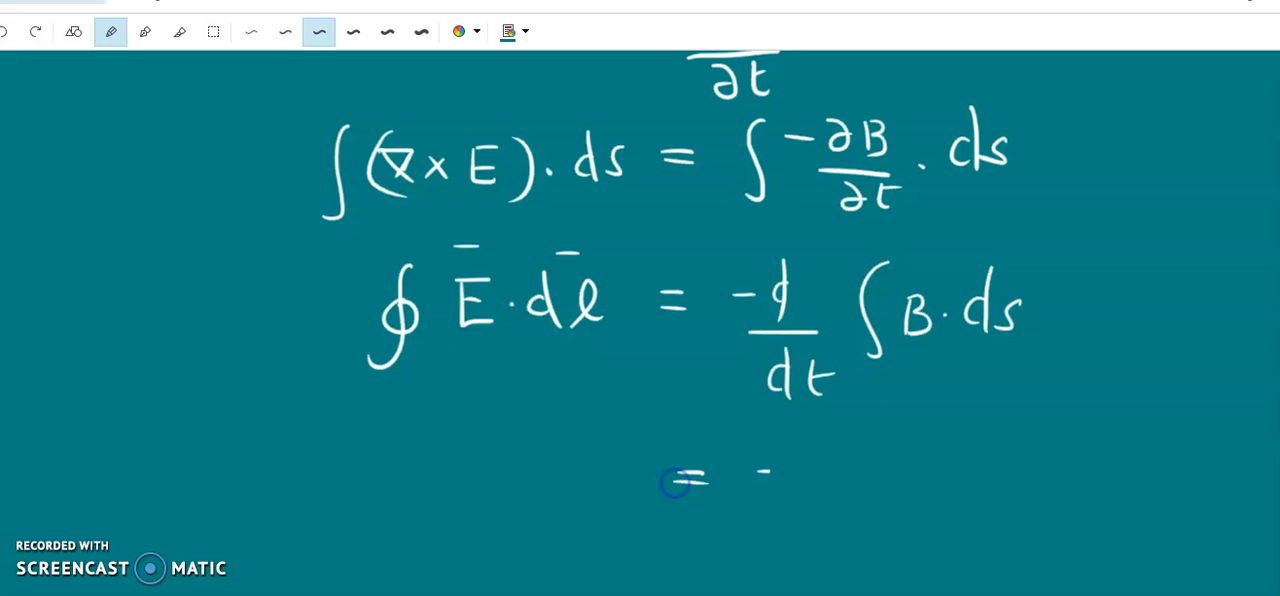 ∂t
∫(∇×E).ds = ∫ -∂B/∂t . ds
∮ E̅.dl̅ = -d/dt ∫ B.ds
= -
RECORDED WITH
SCREENCAST MATIC